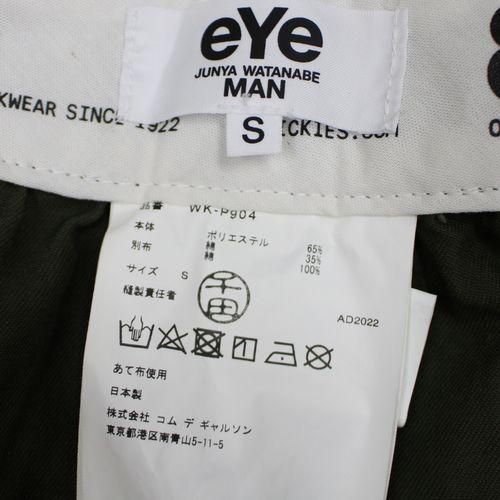 eYe
JUNYA WATANABE
MAN
KWEAR SINCE 1922
S
ICKIES.COM
品番 WK-P904
本体 ポリエステル 65%
綿 35%
別布 綿 100%
サイズ S
縫製責任者 千田
AD2022
あて布使用
日本製
株式会社 コム デ ギャルソン
東京都港区南青山5-11-5